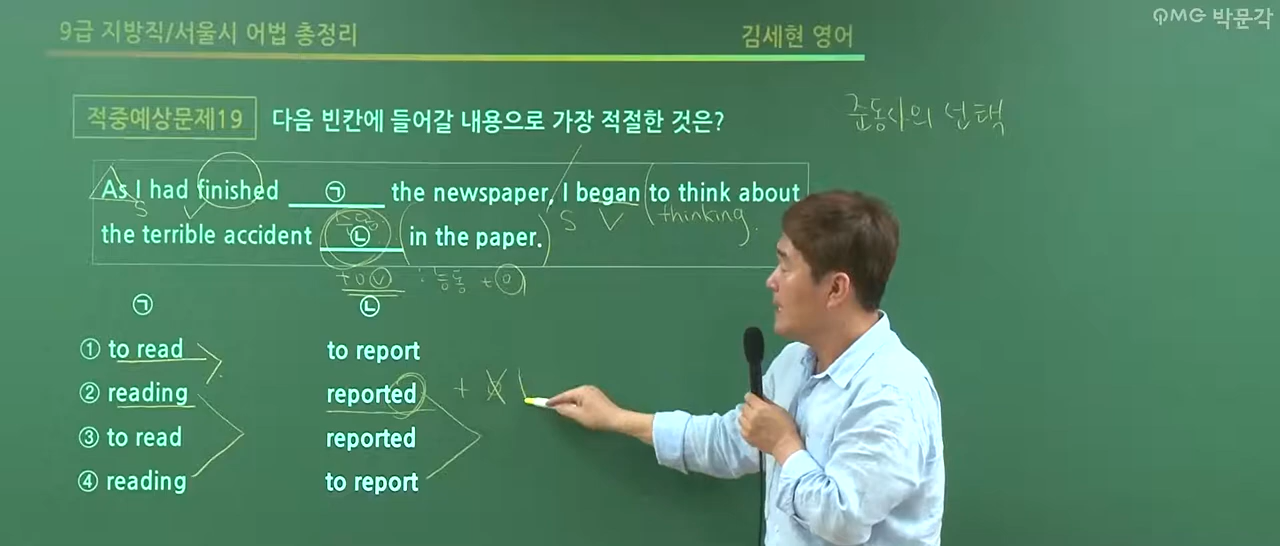 9급 지방직/서울시 어법 총정리
김세현 영어
PMG 박문각
적중예상문제19 다음 빈칸에 들어갈 내용으로 가장 적절한 것은?
준동사의 선택
As I had finished ㉠ the newspaper, I began to think about
S S V thinking
the terrible accident ㉡ in the paper.
to V : 능동 + a
㉠ ㉡
① to read to report
② reading reported +
③ to read reported
④ reading to report